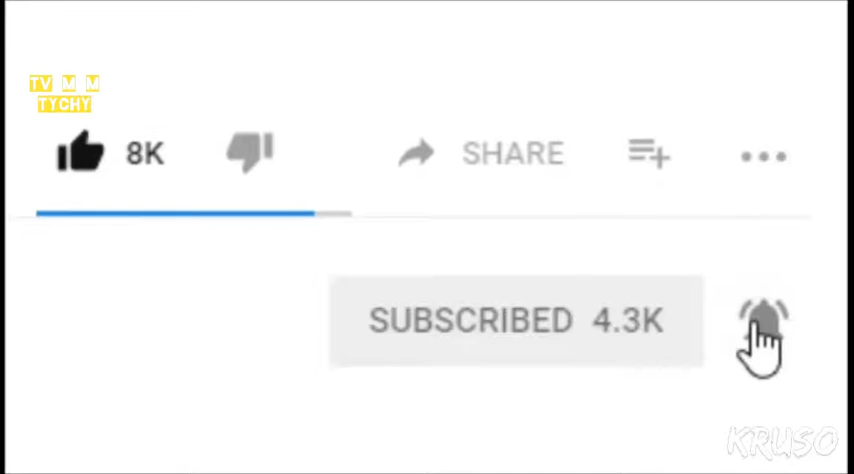 TV M M
TYCHY
8K
SHARE
SUBSCRIBED 4.3K
KRUSO